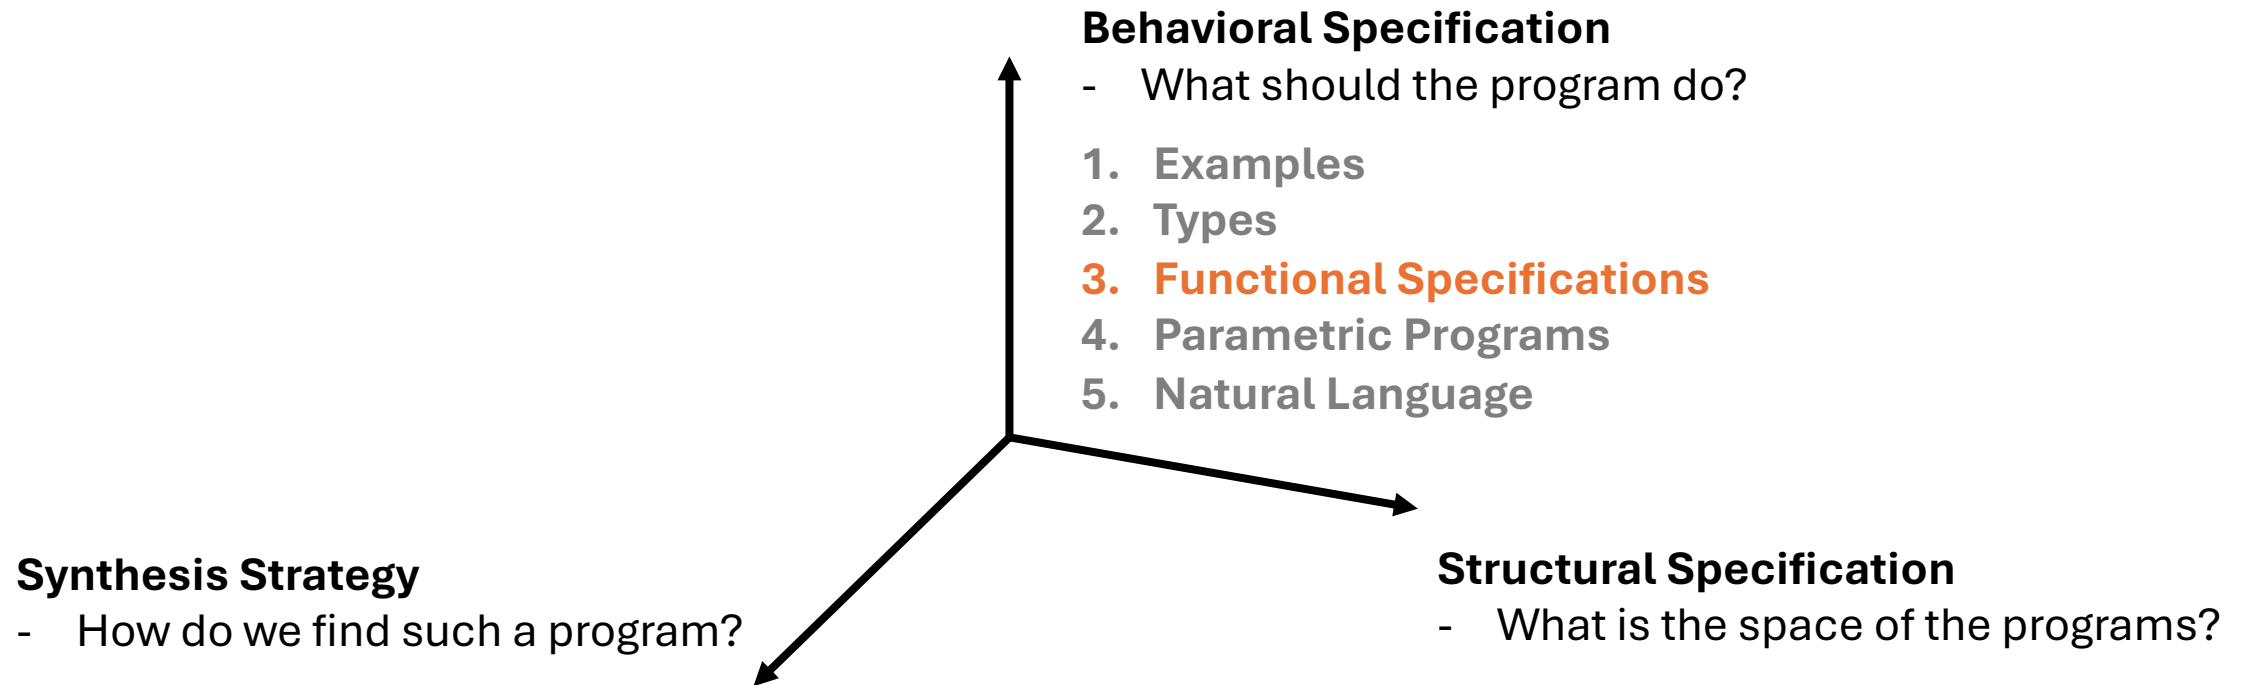 Behavioral Specification
- What should the program do?
1. Examples
2. Types
3. Functional Specifications
4. Parametric Programs
5. Natural Language
Synthesis Strategy
- How do we find such a program?
Structural Specification
- What is the space of the programs?